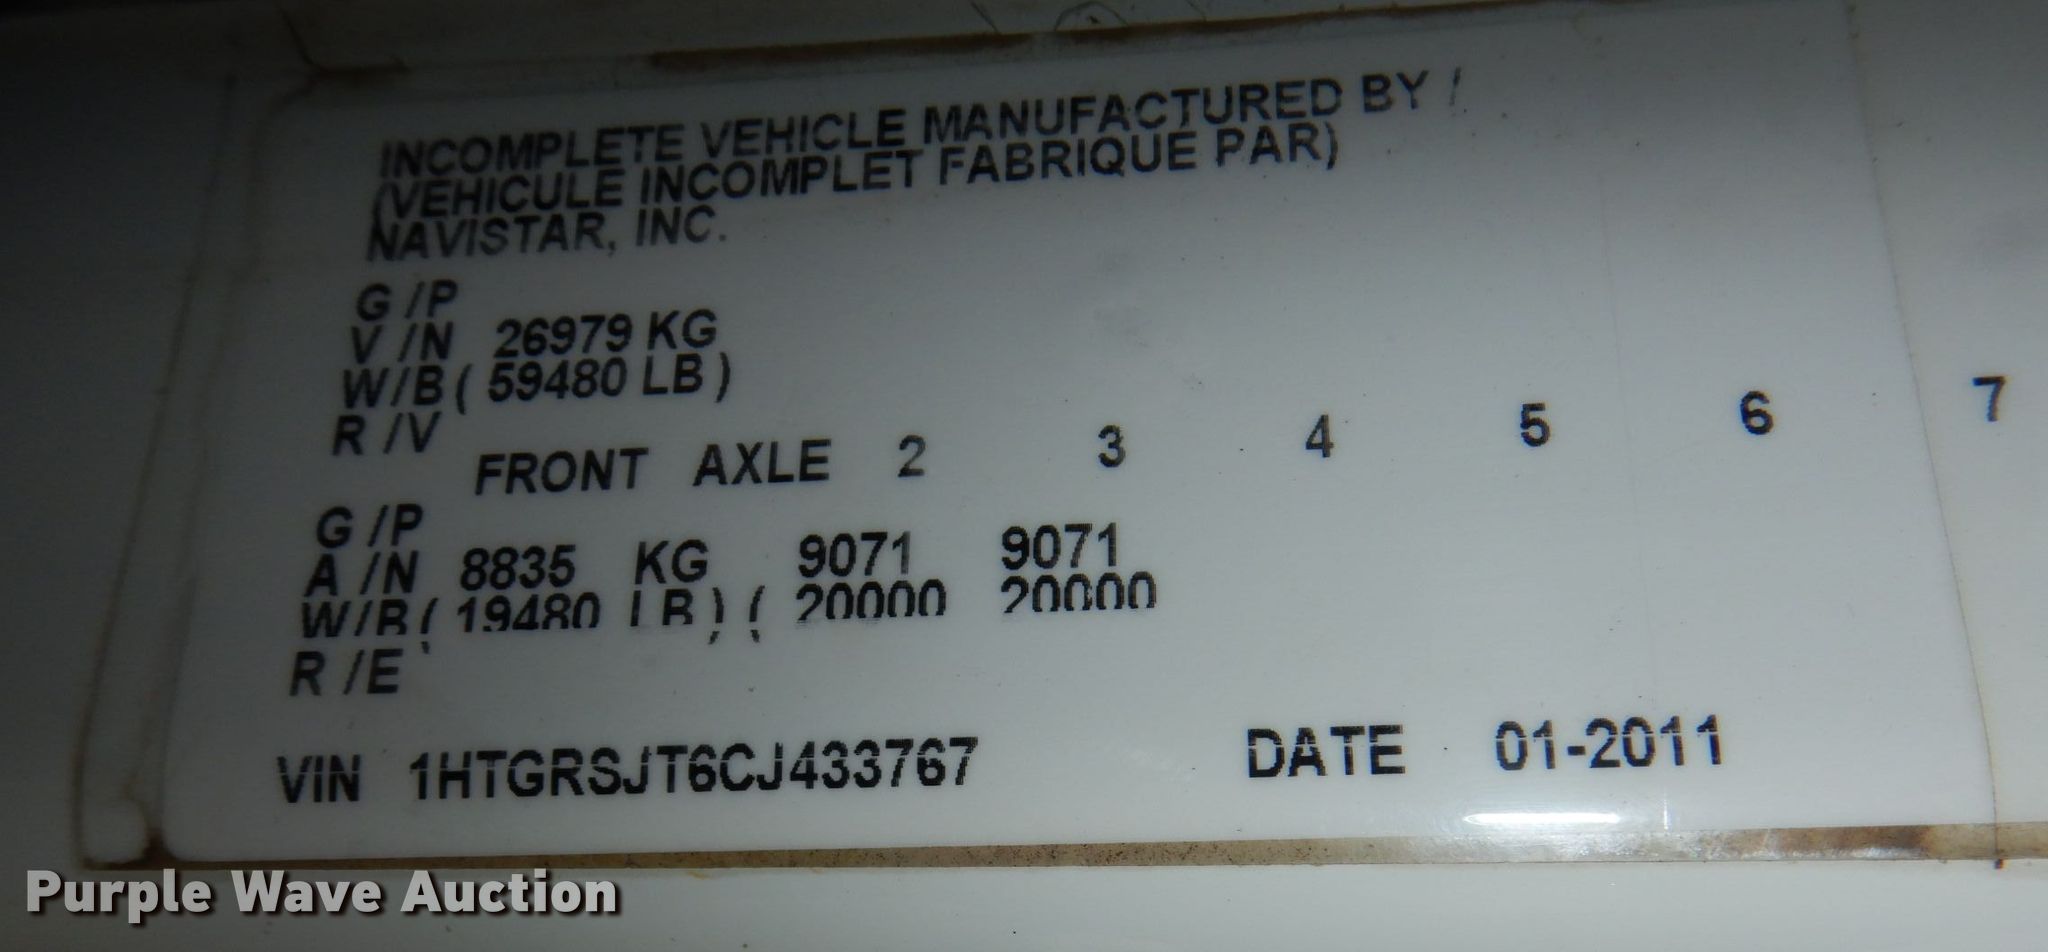 INCOMPLETE VEHICLE MANUFACTURED BY /
(VEHICULE INCOMPLET FABRIQUE PAR)
NAVISTAR, INC.
G /P
V /N 26979 KG
W/B ( 59480 LB )
R /V
FRONT AXLE 2 3 4 5 6 7
G /P
A /N 8835 KG 9071 9071
W/B ( 19480 LB ) ( 20000 20000
R /E
VIN 1HTGRSJT6CJ433767 DATE 01-2011
Purple Wave Auction